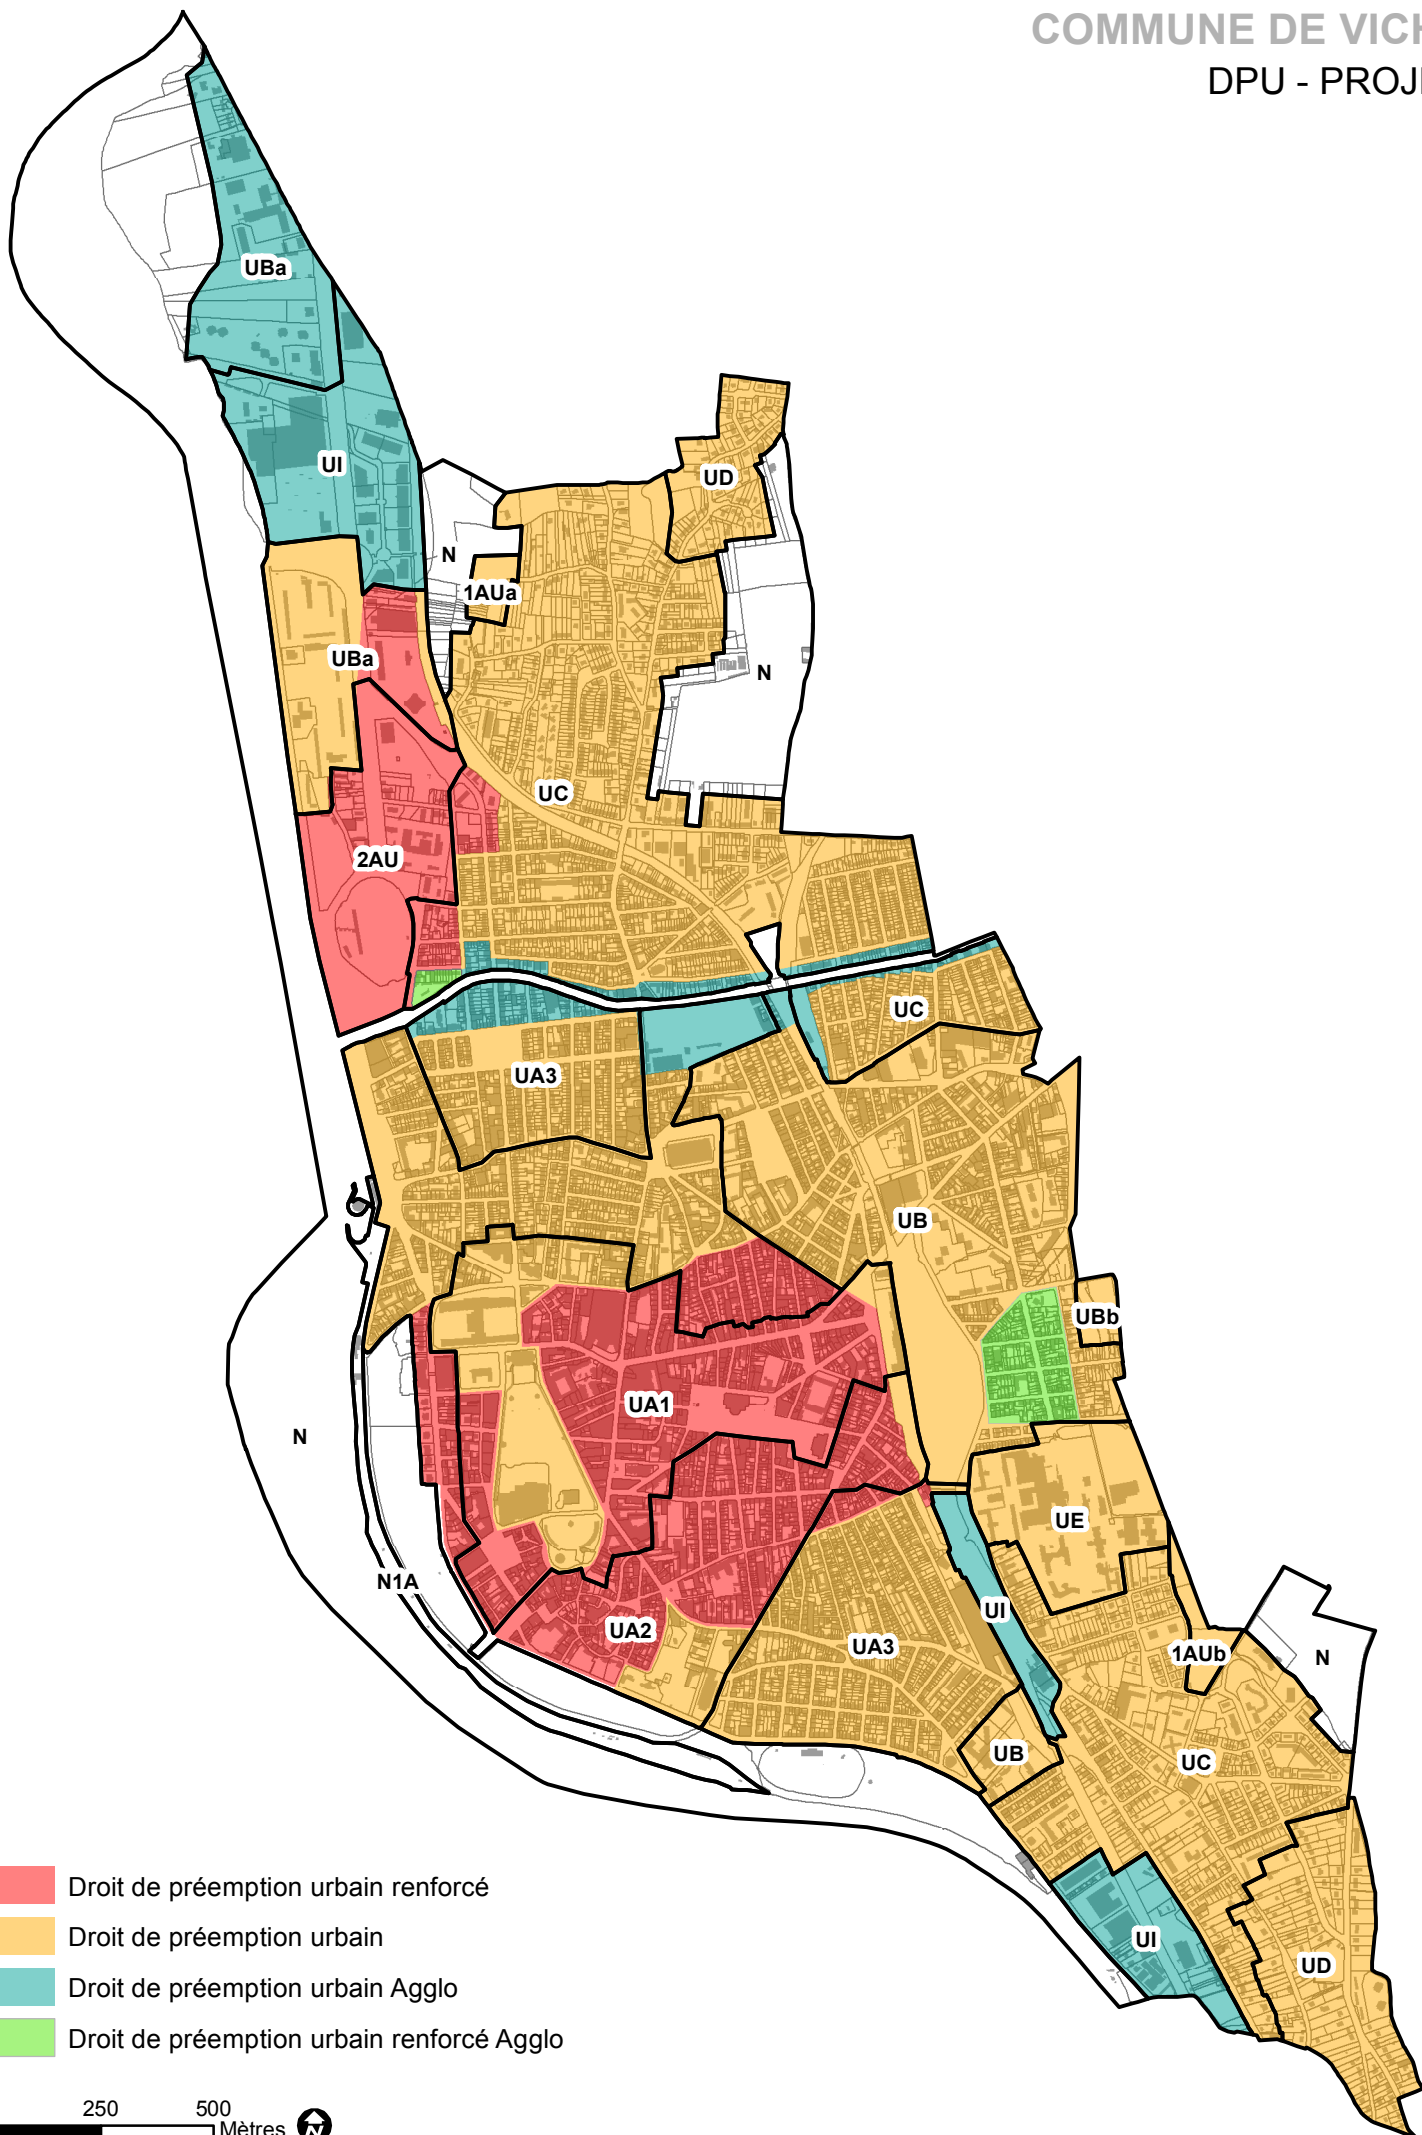 COMMUNE DE VICH
DPU - PROJE
UBa
UI
UD
N
1AUa
UBa
N
UC
2AU
UC
UA3
UB
UBb
UA1
N
UE
N1A
UI
UA2
UA3
1AUb
N
UB
UC
Droit de préemption urbain renforcé
Droit de préemption urbain
UI
UD
Droit de préemption urbain Agglo
Droit de préemption urbain renforcé Agglo
250 500
Mètres N